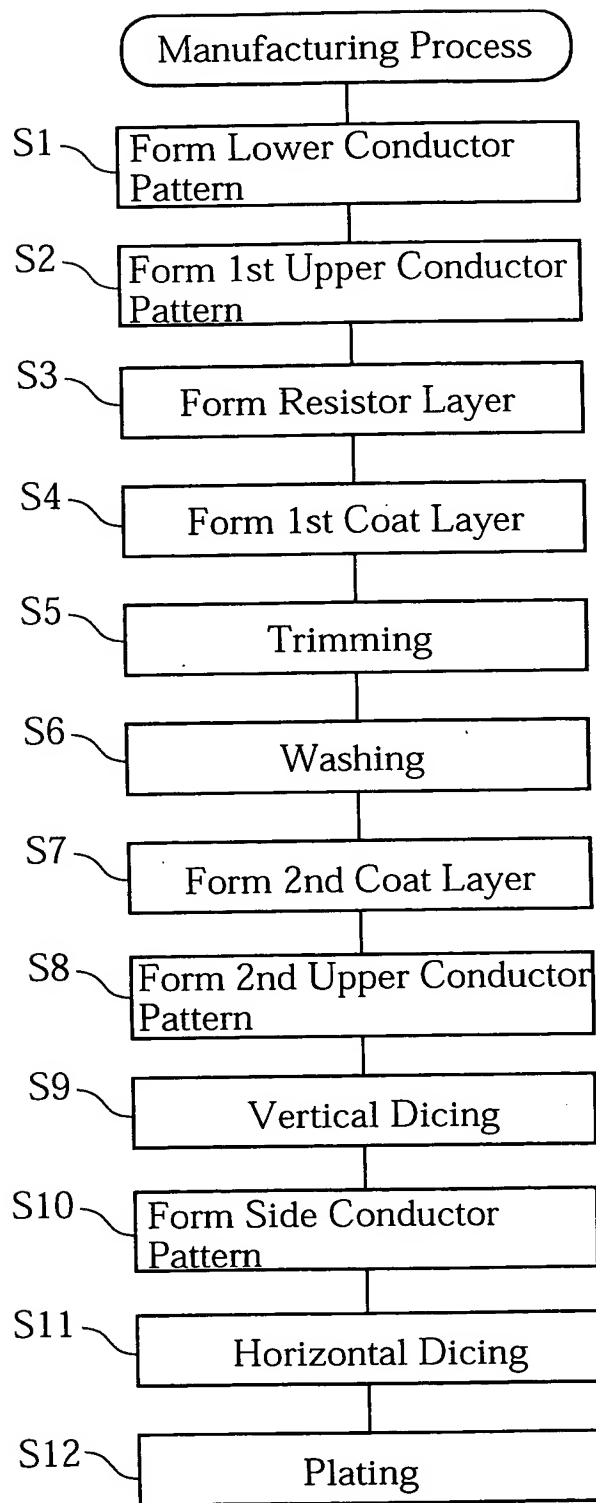 Manufacturing Process
S1
Form Lower Conductor
Pattern
S2
Form 1st Upper Conductor
Pattern
S3
Form Resistor Layer
S4
Form 1st Coat Layer
S5
Trimming
S6
Washing
S7
Form 2nd Coat Layer
S8
Form 2nd Upper Conductor
Pattern
S9
Vertical Dicing
S10
Form Side Conductor
Pattern
S11
Horizontal Dicing
S12
Plating